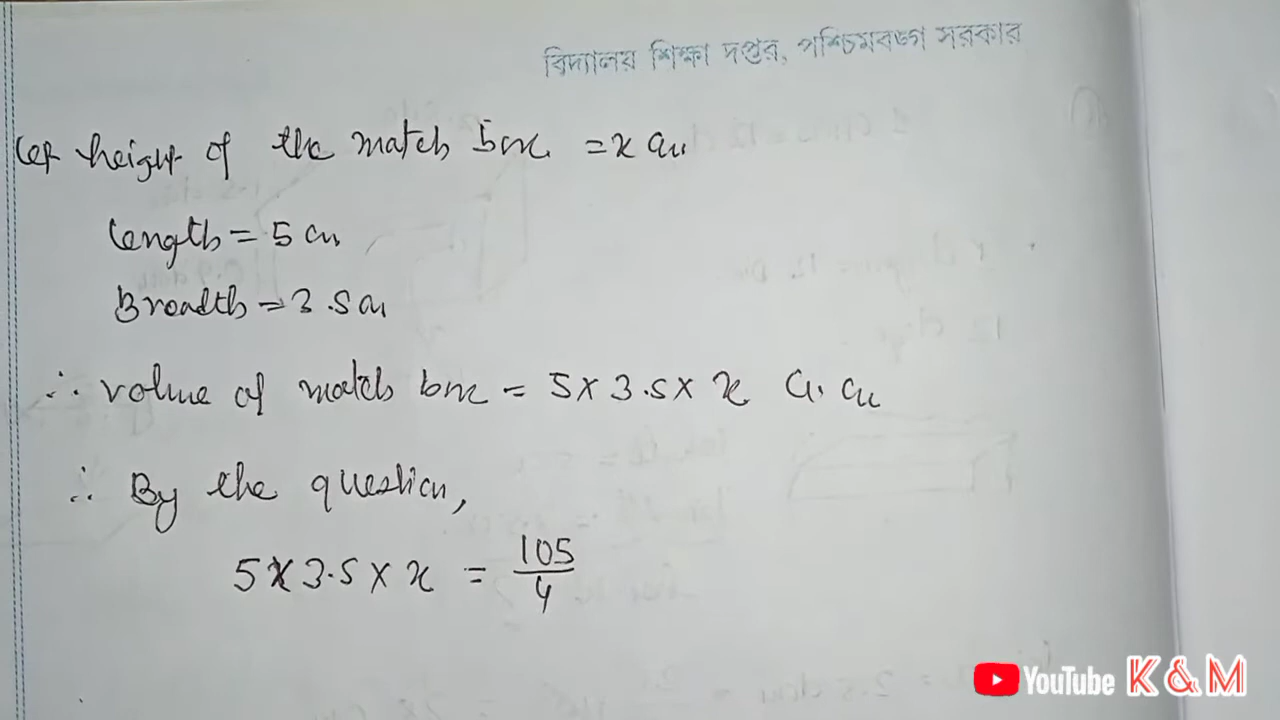 বিদ্যালয় শিক্ষা দপ্তর, পশ্চিমবঙ্গ সরকার
Let height of the match box = x cm
Length = 5 cm
Breadth = 3.5 cm
∴ volume of match box = 5 × 3.5 × x cu. cm
∴ By the question,
5 × 3.5 × x = 105/4
YouTube K & M